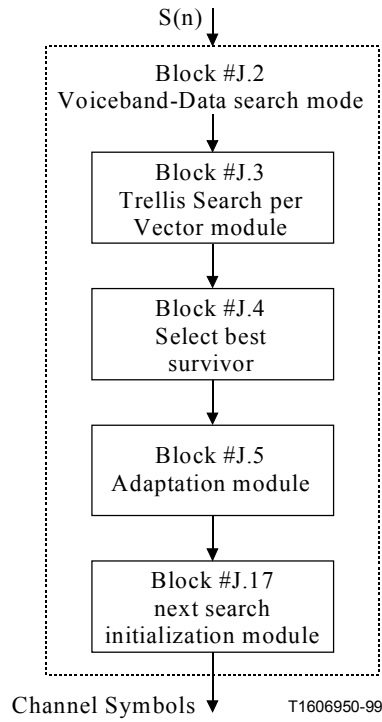 S(n)
Block #J.2
Voiceband-Data search mode
Block #J.3
Trellis Search per
Vector module
Block #J.4
Select best
survivor
Block #J.5
Adaptation module
Block #J.17
next search
initialization module
Channel Symbols
T1606950-99